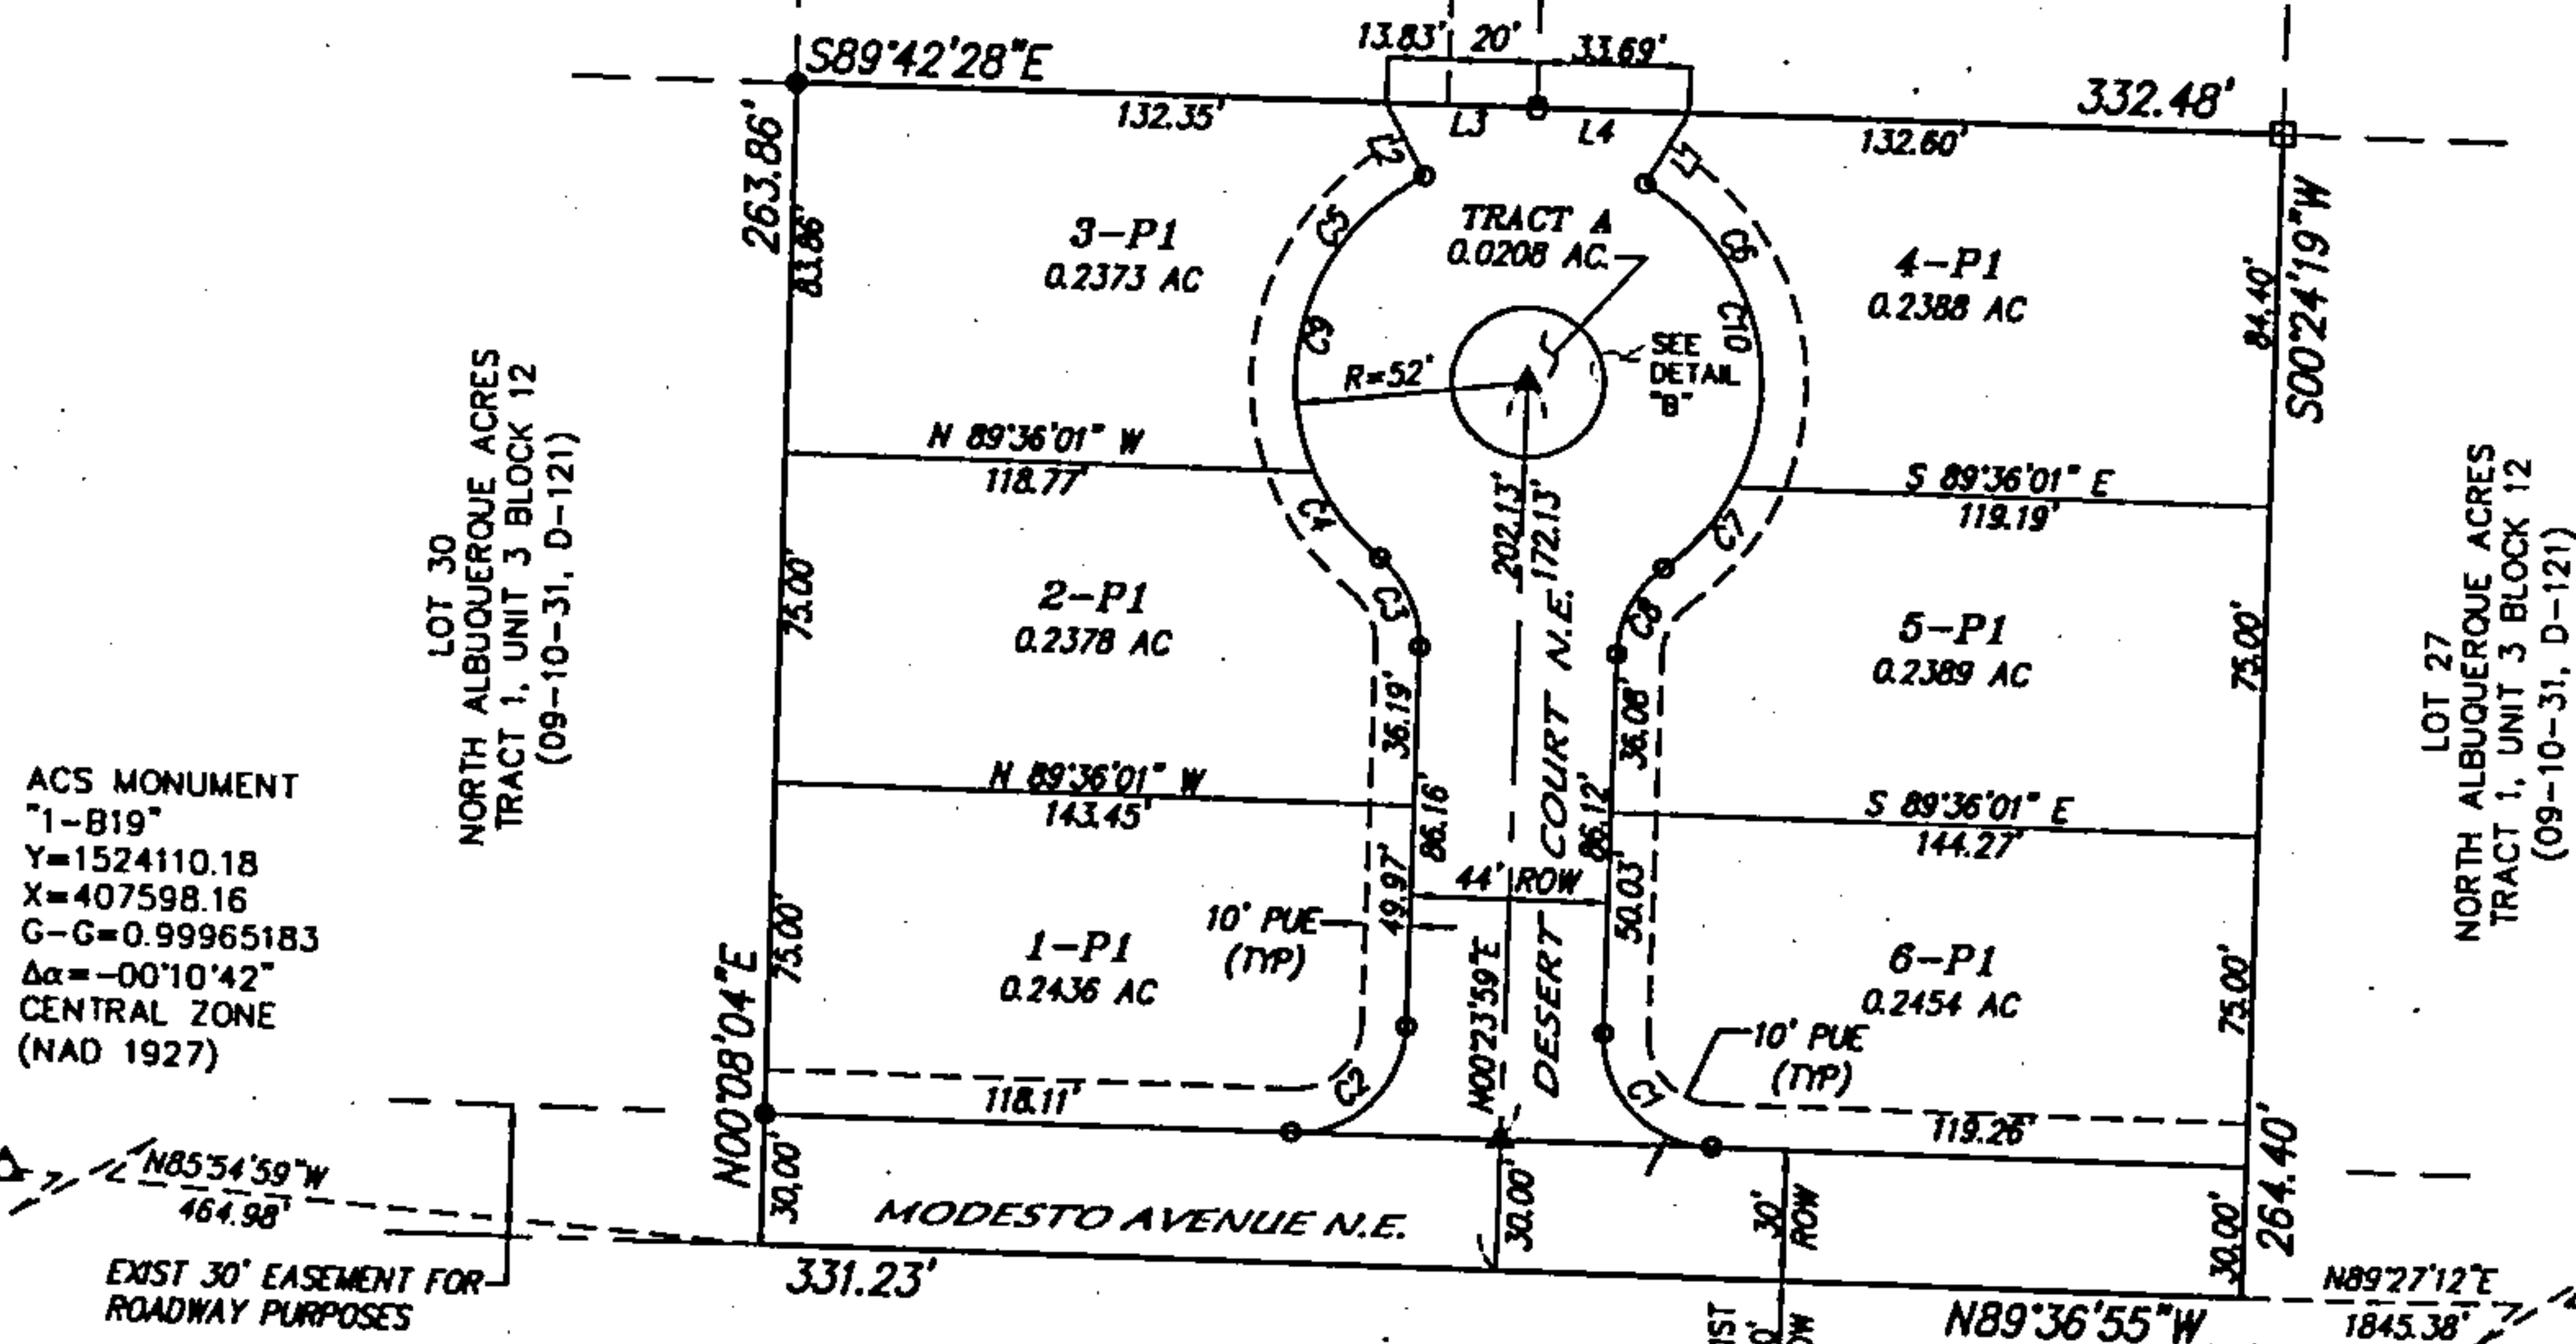 13.83' 20' 33.69'
S89°42'28"E
332.48'
132.35'
L3
L4
132.60'
L2
L1
263.86'
83.86'
3-P1
0.2373 AC
C5
C9
TRACT A
0.0208 AC.
C6
C10
4-P1
0.2388 AC
84.40'
S00°24'19"W
SEE
DETAIL
"B"
R=52'
N 89°36'01" W
118.77'
S 89°36'01" E
119.19'
C4
C7
LOT 30
NORTH ALBUQUERQUE ACRES
TRACT 1, UNIT 3 BLOCK 12
(09-10-31, D-121)
LOT 27
NORTH ALBUQUERQUE ACRES
TRACT 1, UNIT 3 BLOCK 12
(09-10-31, D-121)
75.00'
2-P1
0.2378 AC
C3
C8
202.13'
172.13'
5-P1
0.2389 AC
75.00'
36.19'
36.08'
N 89°36'01" W
143.45'
86.16'
86.12'
S 89°36'01" E
144.27'
ACS MONUMENT
"1-B19"
Y=1524110.18
X=407598.16
G-G=0.99965183
Δα=-00°10'42"
CENTRAL ZONE
(NAD 1927)
44' ROW
DESERT COURT N.E.
N00°23'59"E
49.97'
50.03'
75.00'
1-P1
0.2436 AC
10' PUE
(TYP)
6-P1
0.2454 AC
75.00'
10' PUE
(TYP)
N00°08'04"E
118.11'
C2
C1
119.26'
264.40'
N85°54'59"W
464.98'
30.00'
MODESTO AVENUE N.E.
30.00'
30'
ROW
30.00'
EXIST 30' EASEMENT FOR
ROADWAY PURPOSES
331.23'
N89°36'55"W
N89°27'12"E
1845.38'